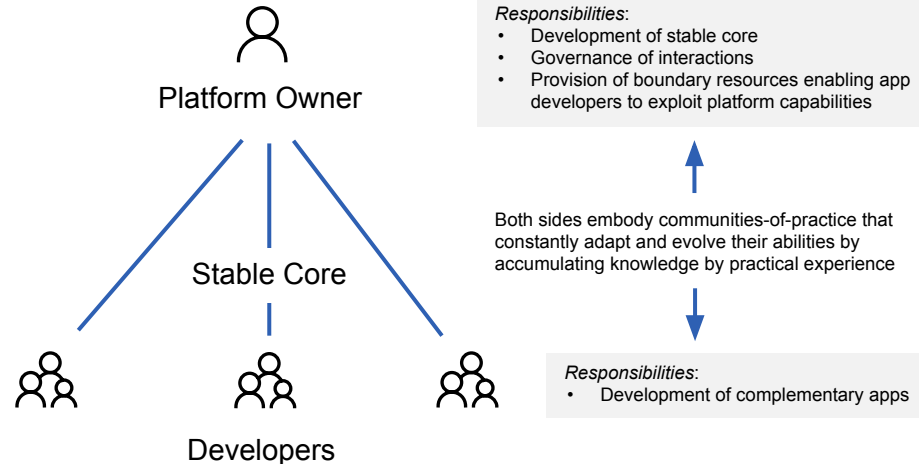 Platform Owner
Stable Core
Developers
Responsibilities:
• Development of stable core
• Governance of interactions
• Provision of boundary resources enabling app
developers to exploit platform capabilities
Both sides embody communities-of-practice that
constantly adapt and evolve their abilities by
accumulating knowledge by practical experience
Responsibilities:
• Development of complementary apps